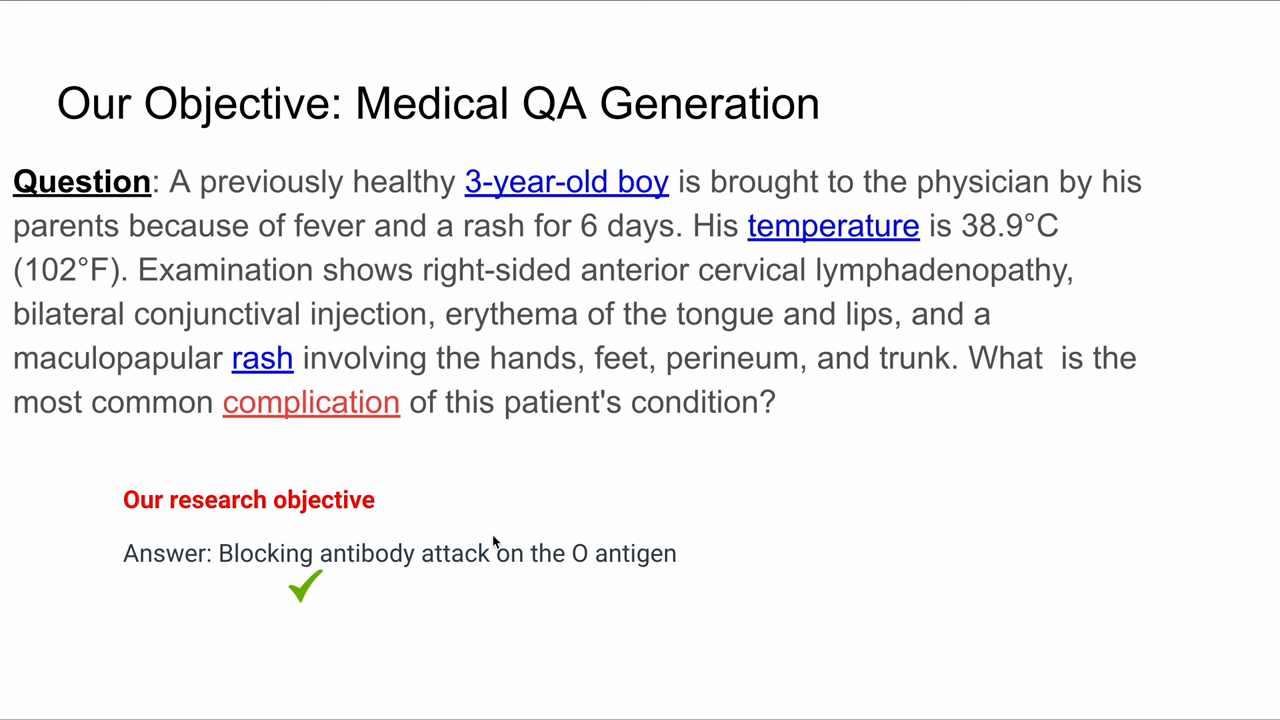 Our Objective: Medical QA Generation
Question: A previously healthy 3-year-old boy is brought to the physician by his
parents because of fever and a rash for 6 days. His temperature is 38.9°C
(102°F). Examination shows right-sided anterior cervical lymphadenopathy,
bilateral conjunctival injection, erythema of the tongue and lips, and a
maculopapular rash involving the hands, feet, perineum, and trunk. What  is the
most common complication of this patient's condition?
Our research objective
Answer: Blocking antibody attack on the O antigen